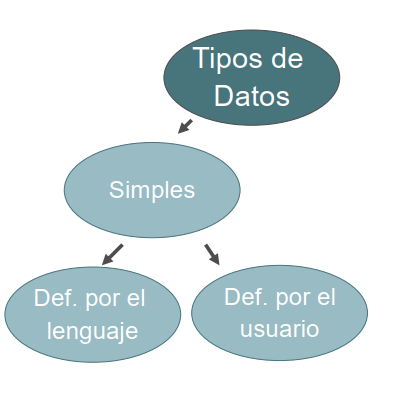 Tipos de
Datos
Simples
Def. por el
lenguaje
Def. por el
usuario